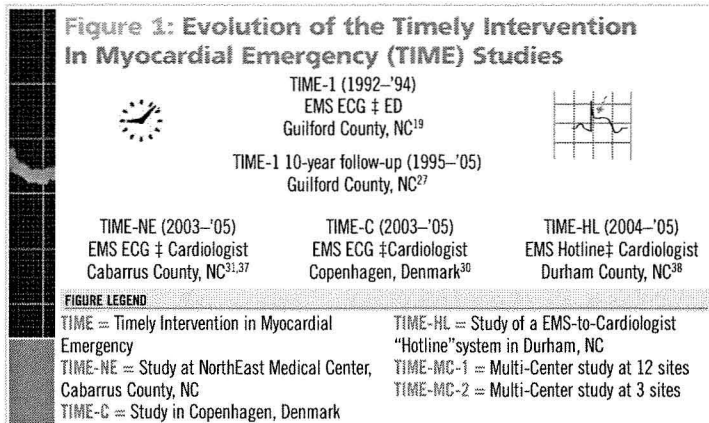 Figure 1: Evolution of the Timely Intervention
In Myocardial Emergency (TIME) Studies
TIME-1 (1992–'94)
EMS ECG ‡ ED
Guilford County, NC19
TIME-1 10-year follow-up (1995–'05)
Guilford County, NC27
TIME-NE (2003–'05)
EMS ECG ‡ Cardiologist
Cabarrus County, NC31,37
TIME-C (2003–'05)
EMS ECG ‡Cardiologist
Copenhagen, Denmark30
TIME-HL (2004–'05)
EMS Hotline‡ Cardiologist
Durham County, NC38
FIGURE LEGEND
TIME = Timely Intervention in Myocardial
Emergency
TIME-NE = Study at NorthEast Medical Center,
Cabarrus County, NC
TIME-C = Study in Copenhagen, Denmark
TIME-HL = Study of a EMS-to-Cardiologist
"Hotline"system in Durham, NC
TIME-MC-1 = Multi-Center study at 12 sites
TIME-MC-2 = Multi-Center study at 3 sites